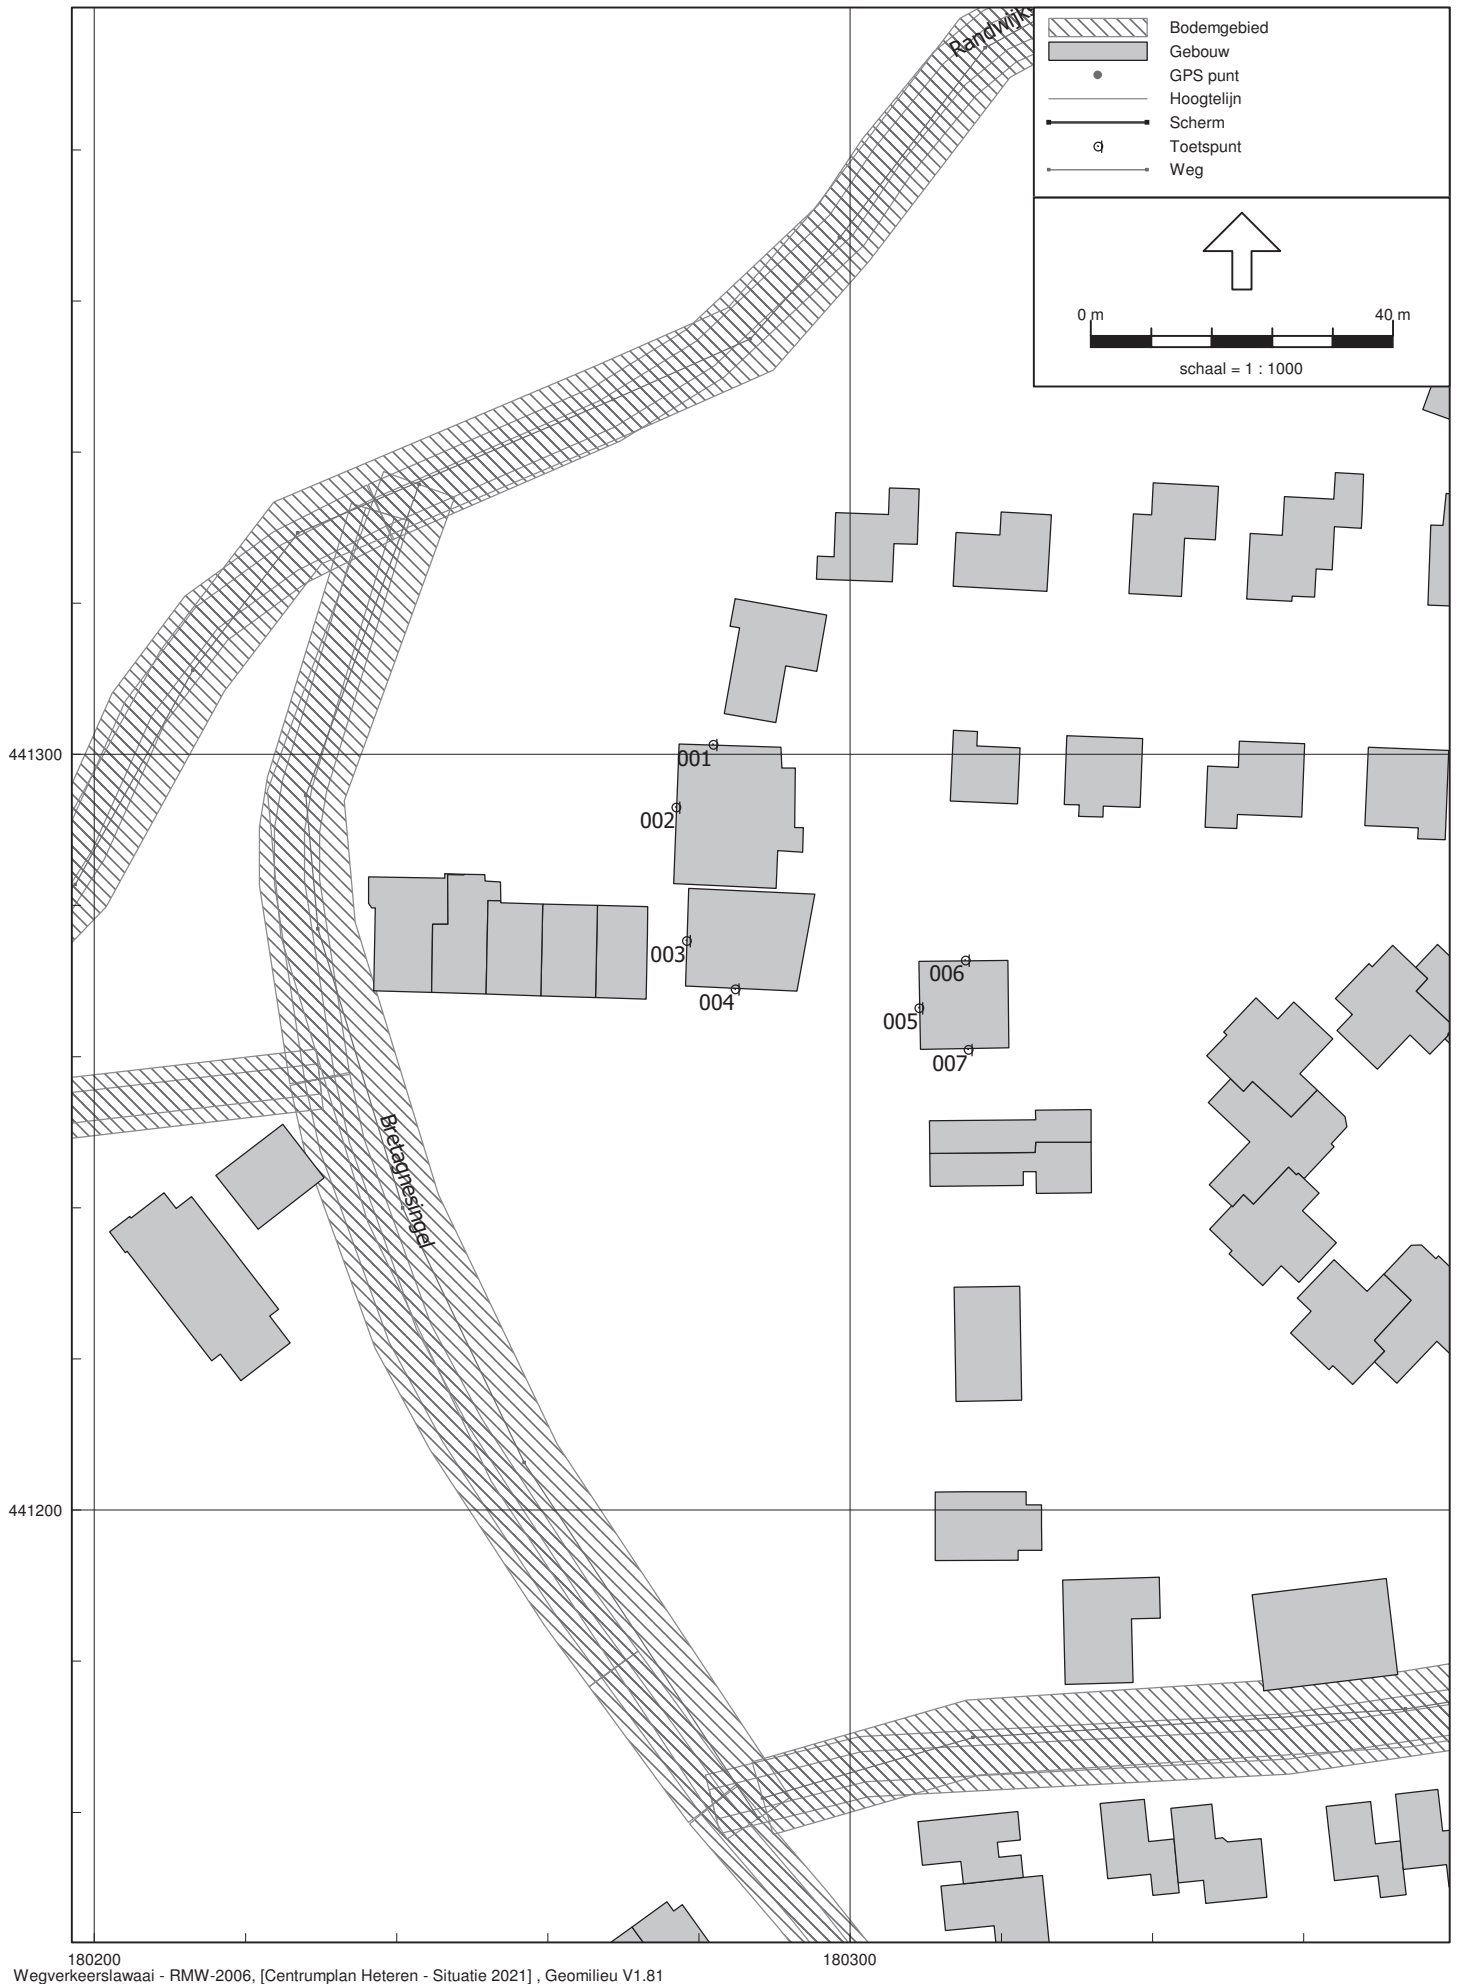 Randwijks
Bodemgebied
Gebouw
GPS punt
Hoogtelijn
Scherm
Toetspunt
Weg
0 m 40 m
schaal = 1 : 1000
441300
001
002
003
004
006
005
007
Bretagnesingel
441200
180200 180300
Wegverkeerslawaai - RMW-2006, [Centrumplan Heteren - Situatie 2021] , Geomilieu V1.81